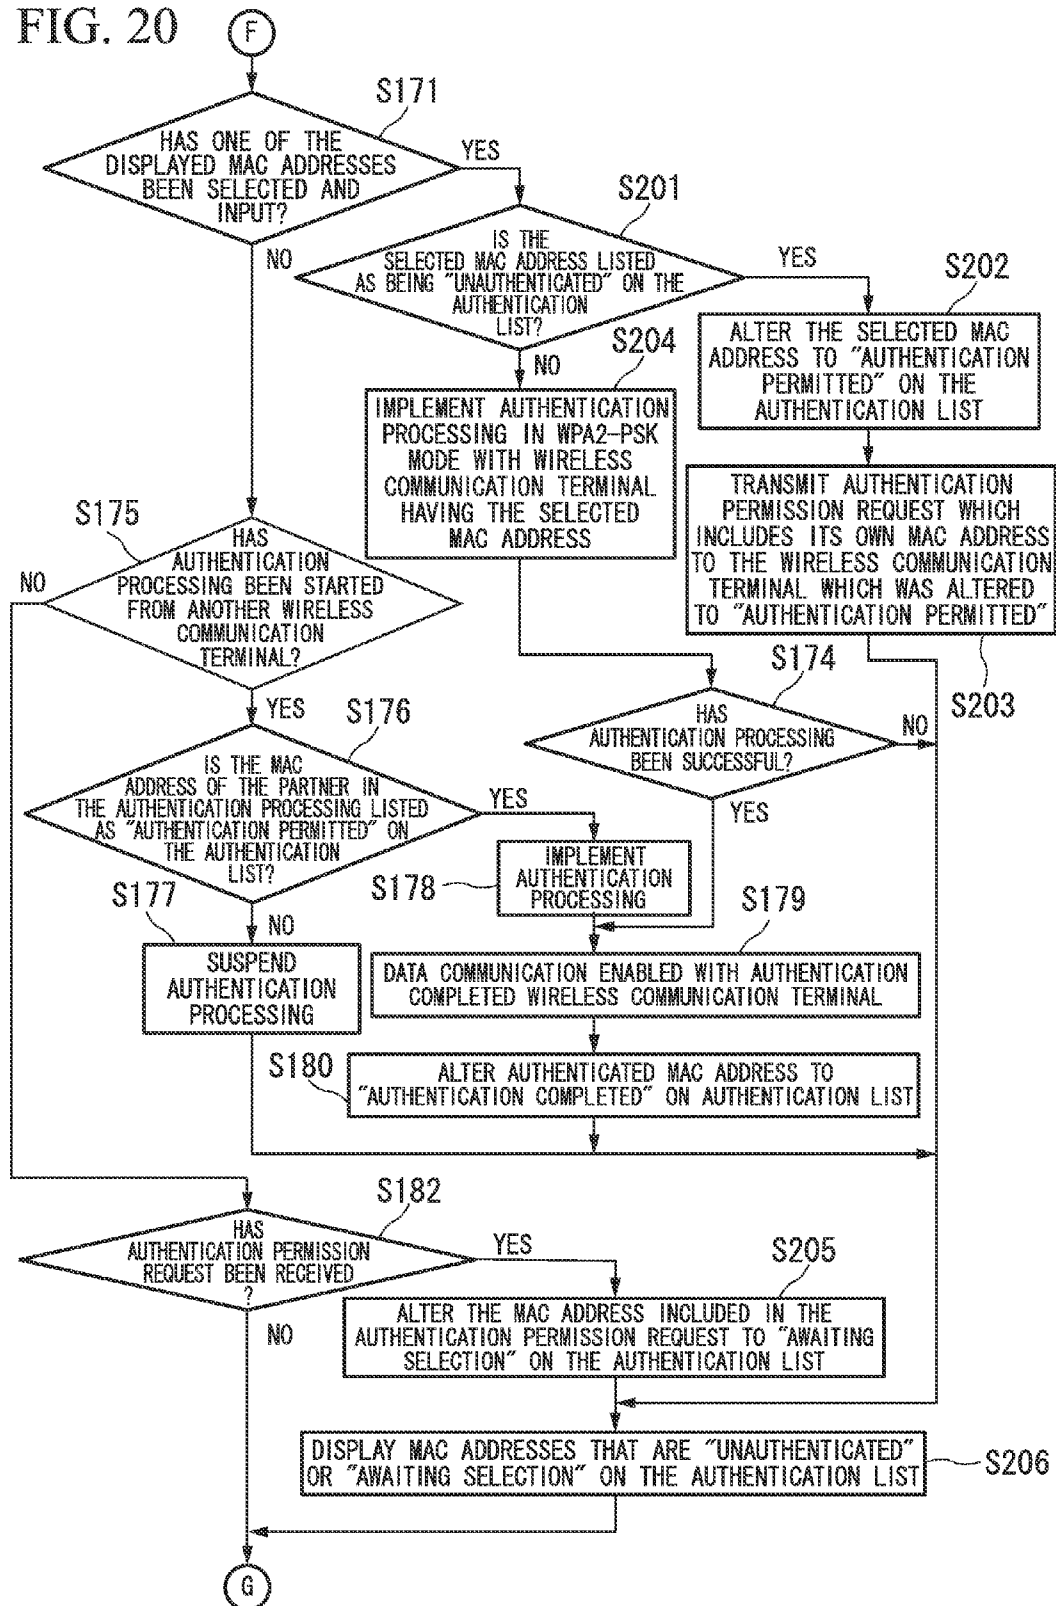 FIG. 20
F
S171
HAS ONE OF THE
DISPLAYED MAC ADDRESSES
BEEN SELECTED AND
INPUT?
YES
NO
S201
IS THE
SELECTED MAC ADDRESS LISTED
AS BEING "UNAUTHENTICATED" ON THE
AUTHENTICATION
LIST?
YES
NO
S202
ALTER THE SELECTED MAC
ADDRESS TO "AUTHENTICATION
PERMITTED" ON THE
AUTHENTICATION LIST
S204
IMPLEMENT AUTHENTICATION
PROCESSING IN WPA2-PSK
MODE WITH WIRELESS
COMMUNICATION TERMINAL
HAVING THE SELECTED
MAC ADDRESS
TRANSMIT AUTHENTICATION
PERMISSION REQUEST WHICH
INCLUDES ITS OWN MAC ADDRESS
TO THE WIRELESS COMMUNICATION
TERMINAL WHICH WAS ALTERED
TO "AUTHENTICATION PERMITTED"
S203
S175
HAS
AUTHENTICATION
PROCESSING BEEN STARTED
FROM ANOTHER WIRELESS
COMMUNICATION
TERMINAL?
NO
YES
S174
HAS
AUTHENTICATION PROCESSING
BEEN SUCCESSFUL?
NO
YES
S176
IS THE MAC
ADDRESS OF THE PARTNER IN
THE AUTHENTICATION PROCESSING LISTED
AS "AUTHENTICATION PERMITTED" ON
THE AUTHENTICATION
LIST?
YES
NO
S178
IMPLEMENT
AUTHENTICATION
PROCESSING
S177
SUSPEND
AUTHENTICATION
PROCESSING
S179
DATA COMMUNICATION ENABLED WITH AUTHENTICATION
COMPLETED WIRELESS COMMUNICATION TERMINAL
S180
ALTER AUTHENTICATED MAC ADDRESS TO
"AUTHENTICATION COMPLETED" ON AUTHENTICATION LIST
S182
HAS
AUTHENTICATION PERMISSION
REQUEST BEEN RECEIVED
?
YES
NO
S205
ALTER THE MAC ADDRESS INCLUDED IN THE
AUTHENTICATION PERMISSION REQUEST TO "AWAITING
SELECTION" ON THE AUTHENTICATION LIST
DISPLAY MAC ADDRESSES THAT ARE "UNAUTHENTICATED"
OR "AWAITING SELECTION" ON THE AUTHENTICATION LIST
S206
G